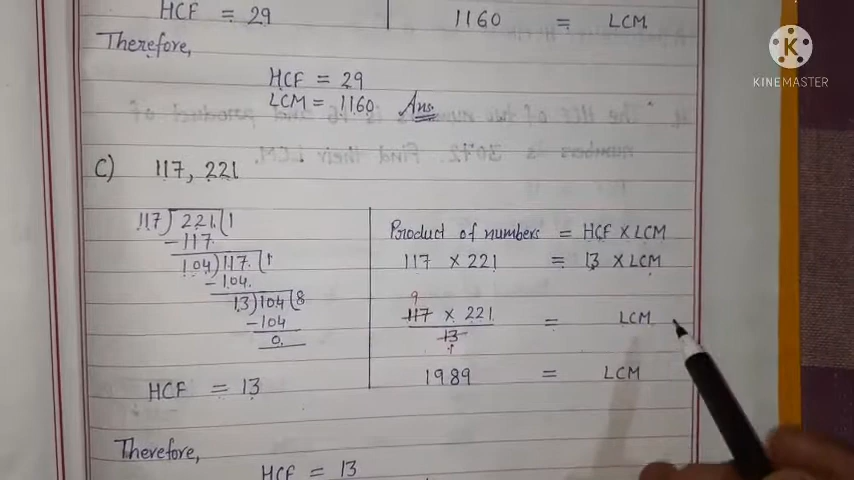 HCF = 29
1160 = LCM
Therefore,
HCF = 29
LCM = 1160 Ans
C) 117, 221
117) 221 (1
-117
104) 117 (1
-104
13) 104 (8
-104
0
HCF = 13
Product of numbers = HCF X LCM
117 X 221 = 13 X LCM
9
117 X 221 = LCM
13
1
1989 = LCM
Therefore,
HCF = 13
K
KINEMASTER